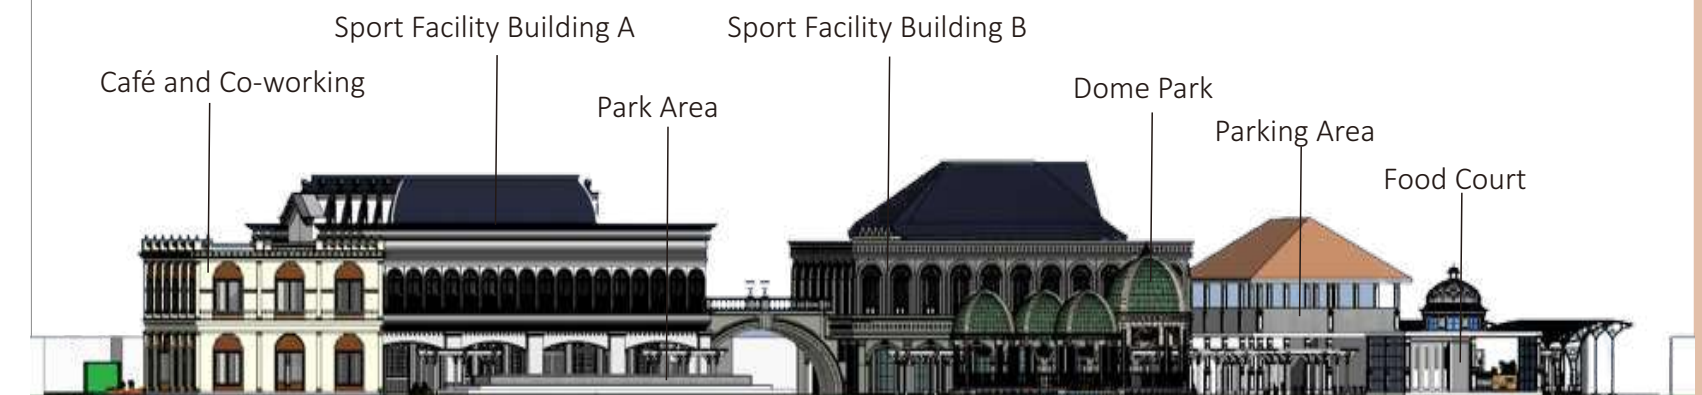 Sport Facility Building A
Sport Facility Building B
Café and Co-working
Park Area
Dome Park
Parking Area
Food Court